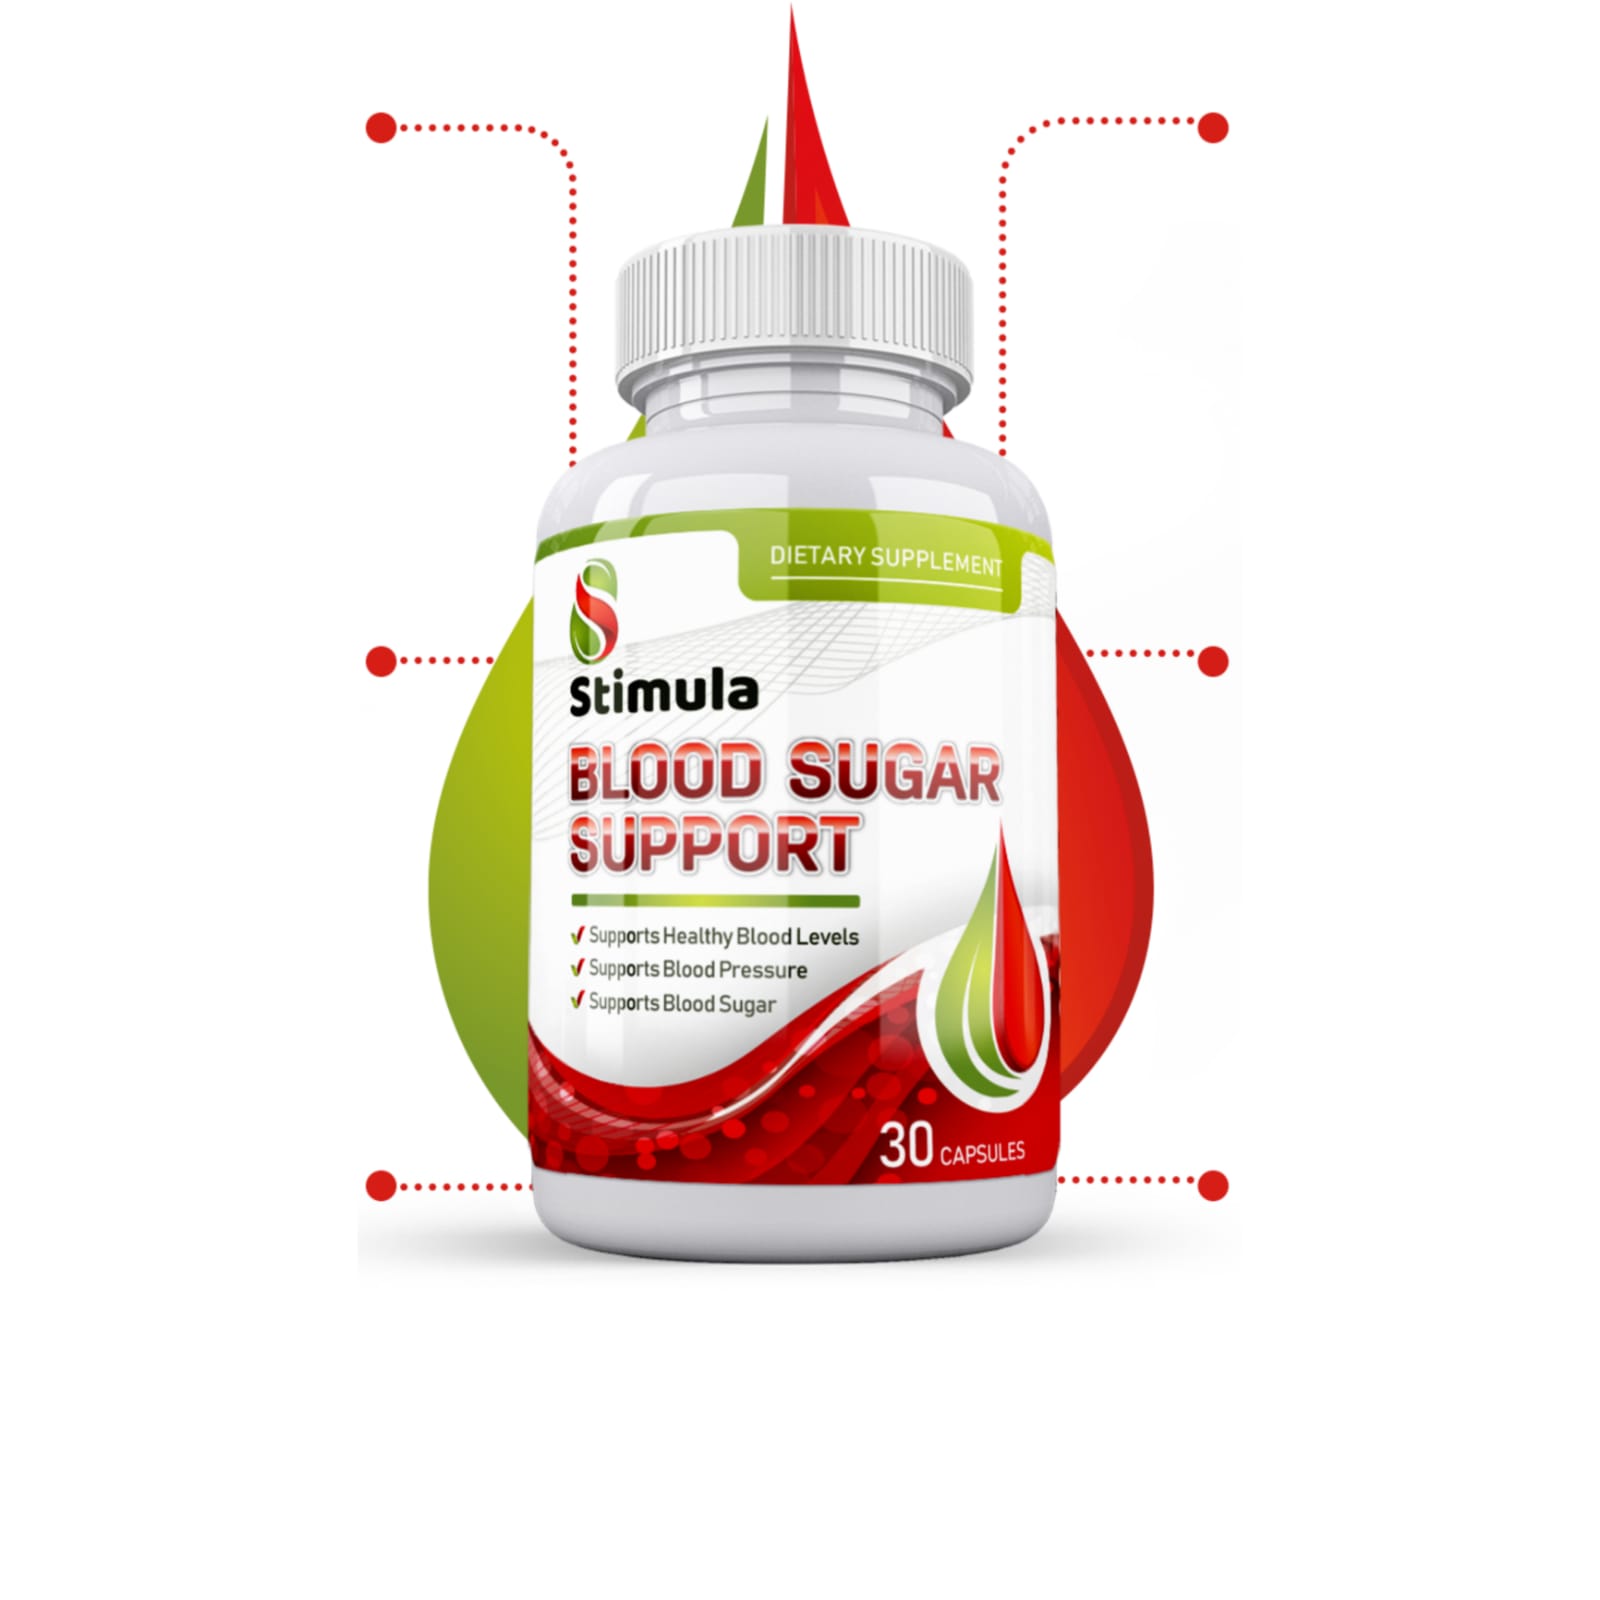 DIETARY SUPPLEMENT
Stimula
BLOOD SUGAR
SUPPORT
Supports Healthy Blood Levels
Supports Blood Pressure
Supports Blood Sugar
30 CAPSULES